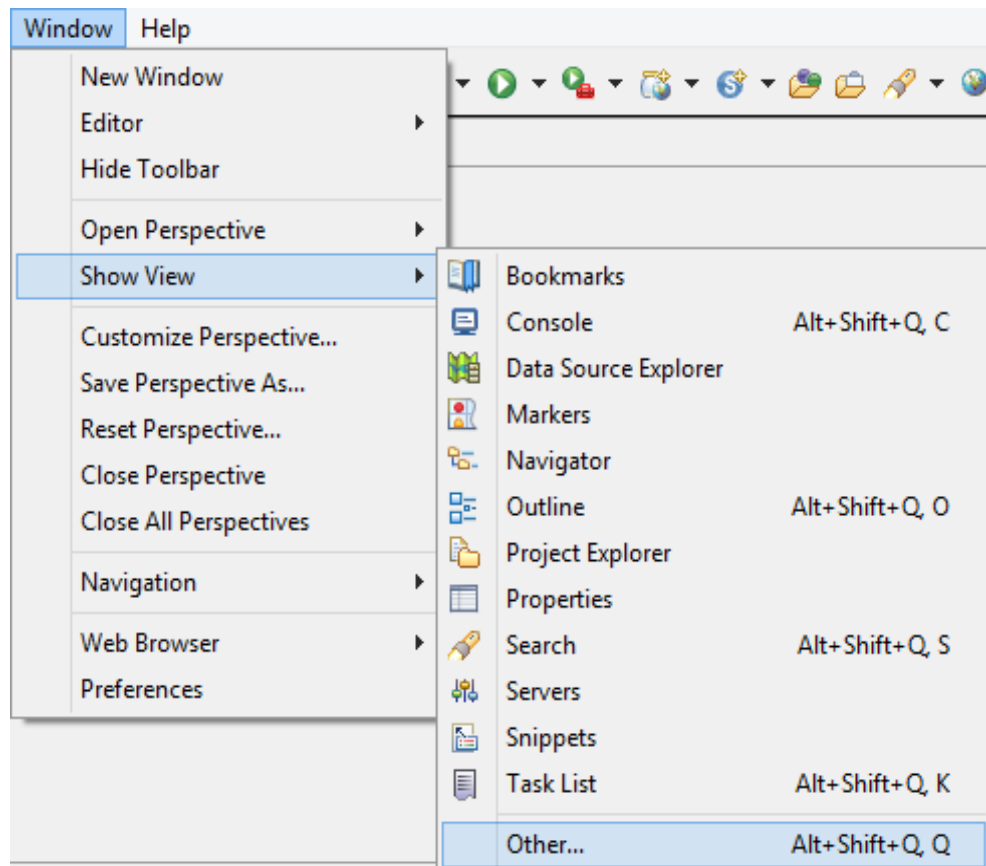 Window Help
New Window
Editor
Hide Toolbar
Open Perspective
Show View
Customize Perspective...
Save Perspective As...
Reset Perspective...
Close Perspective
Close All Perspectives
Navigation
Web Browser
Preferences
Bookmarks
Console Alt+Shift+Q, C
Data Source Explorer
Markers
Navigator
Outline Alt+Shift+Q, O
Project Explorer
Properties
Search Alt+Shift+Q, S
Servers
Snippets
Task List Alt+Shift+Q, K
Other... Alt+Shift+Q, Q